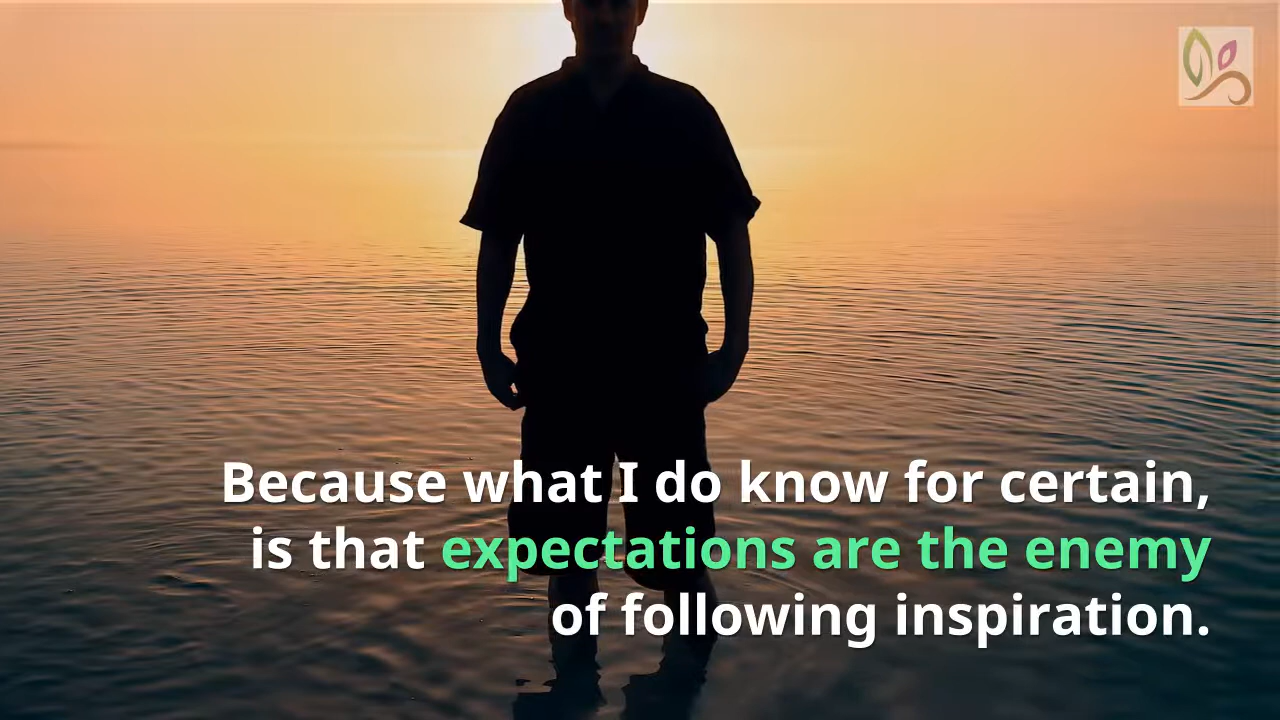 Because what I do know for certain,
is that expectations are the enemy
of following inspiration.